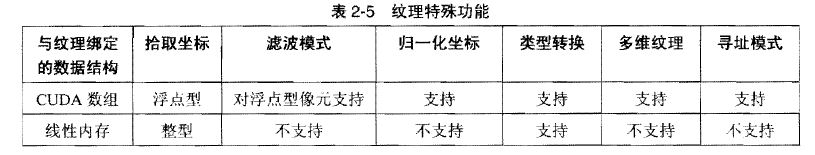 表 2-5 纹理特殊功能
与纹理绑定的数据结构 拾取坐标 滤波模式 归一化坐标 类型转换 多维纹理 寻址模式
CUDA 数组 浮点型 对浮点型像元支持 支持 支持 支持 支持
线性内存 整型 不支持 不支持 支持 不支持 不支持